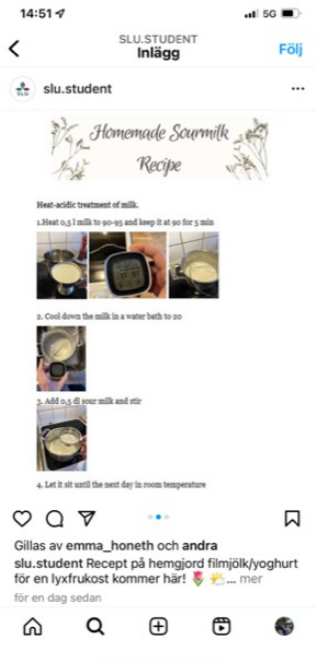 14:51
5G
SLU.STUDENT
Inlägg
Följ
SLU
slu.student
Homemade Sourmilk
Recipe
Heat-acidic treatment of milk.
1.Heat 0,5 l milk to 90-95 and keep it at 90 for 5 min
2. Cool down the milk in a water bath to 20
3. Add 0,5 dl sour milk and stir
4. Let it sit until the next day in room temperature
Gillas av emma_honeth och andra
slu.student Recept på hemgjord filmjölk/yoghurt
för en lyxfrukost kommer här! 🌷 🌤️... mer
för en dag sedan